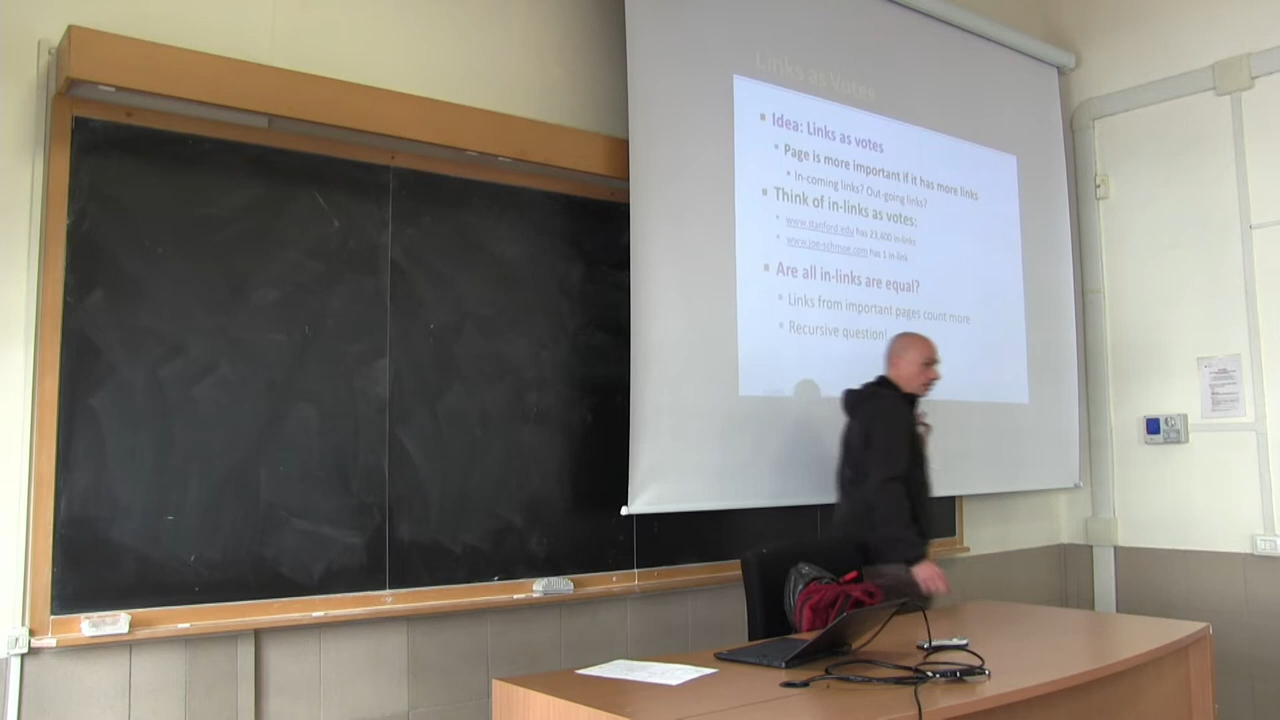 Links as Votes
Idea: Links as votes
Page is more important if it has more links
In-coming links? Out-going links?
Think of in-links as votes:
www.stanford.edu has 23,400 in-links
www.joe-schmoe.com has 1 in-link
Are all in-links are equal?
Links from important pages count more
Recursive question!